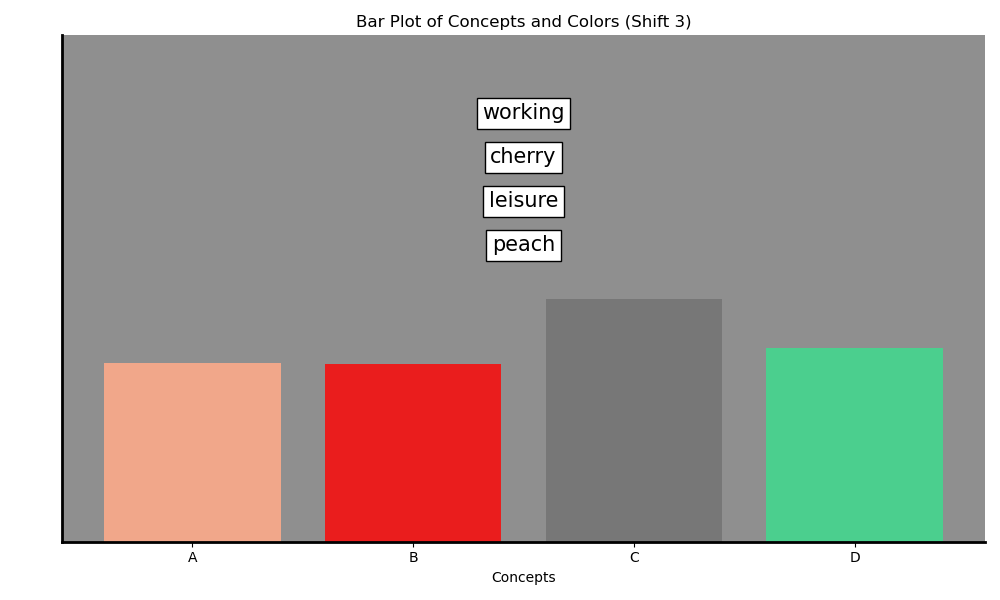 Bar Plot of Concepts and Colors (Shift 3)
working
cherry
leisure
peach
A B C D
Concepts